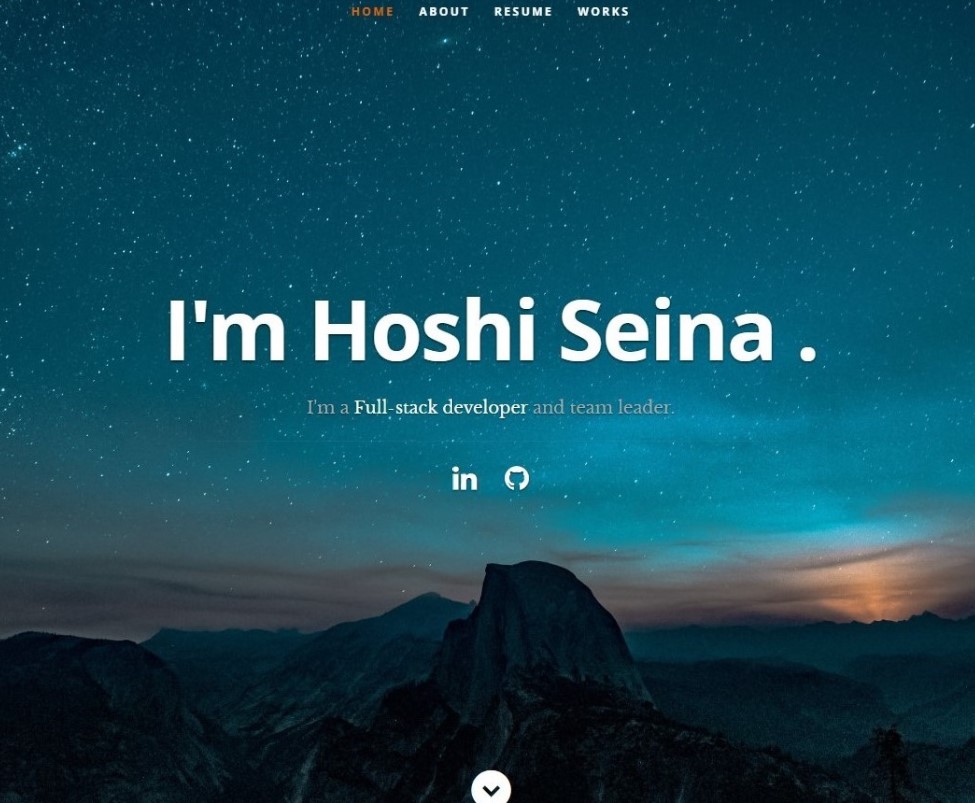 HOME ABOUT RESUME WORKS
I'm Hoshi Seina .
I'm a Full-stack developer and team leader.
in